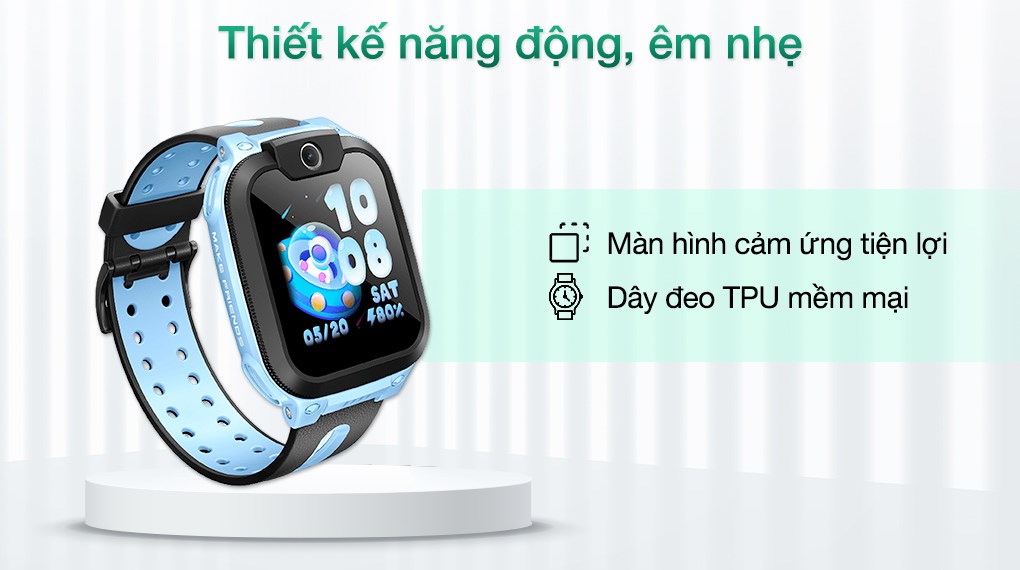 Thiết kế năng động, êm nhẹ
MAKE FRIENDS
10
08
SAT
05/20
80%
Màn hình cảm ứng tiện lợi
Dây đeo TPU mềm mại